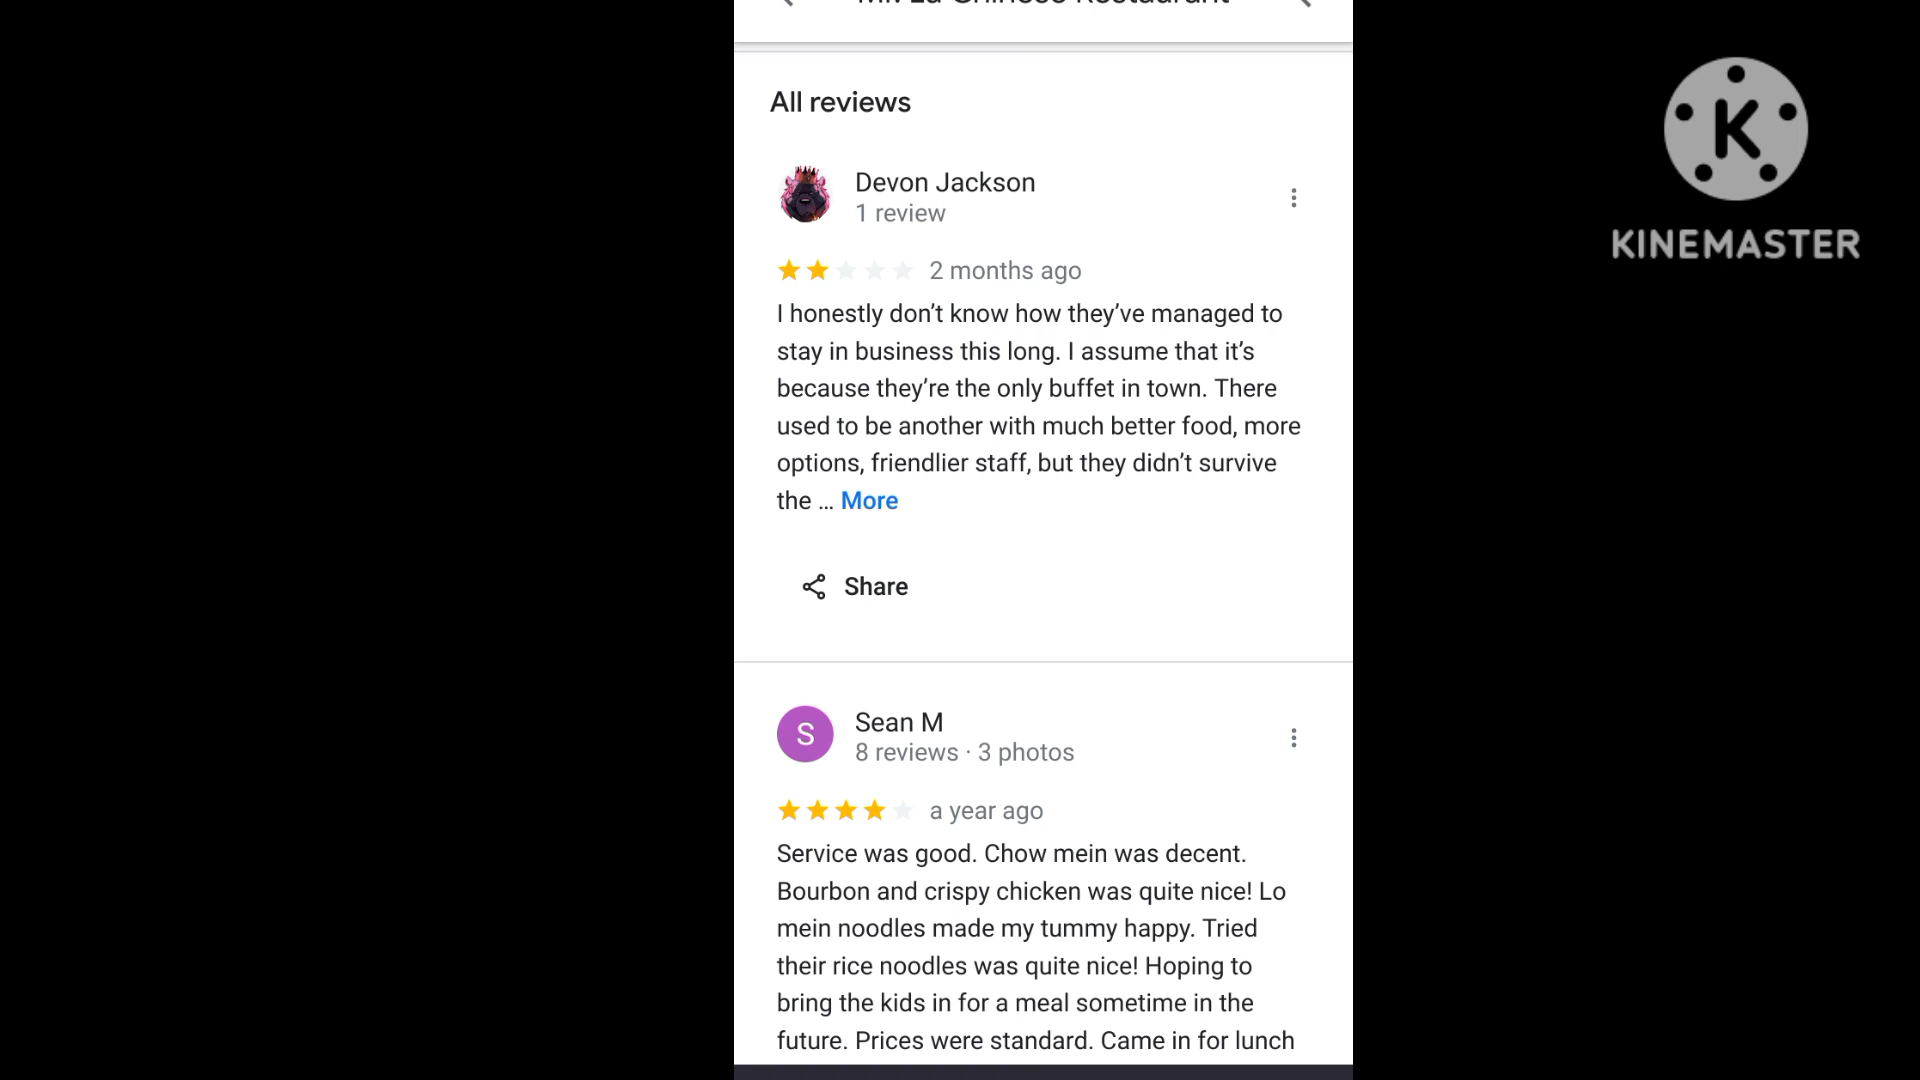 Chinese Restaurant
All reviews
Devon Jackson
1 review
2 months ago
I honestly don’t know how they’ve managed to
stay in business this long. I assume that it’s
because they’re the only buffet in town. There
used to be another with much better food, more
options, friendlier staff, but they didn’t survive
the ... More
Share
S
Sean M
8 reviews · 3 photos
a year ago
Service was good. Chow mein was decent.
Bourbon and crispy chicken was quite nice! Lo
mein noodles made my tummy happy. Tried
their rice noodles was quite nice! Hoping to
bring the kids in for a meal sometime in the
future. Prices were standard. Came in for lunch
K
KINEMASTER